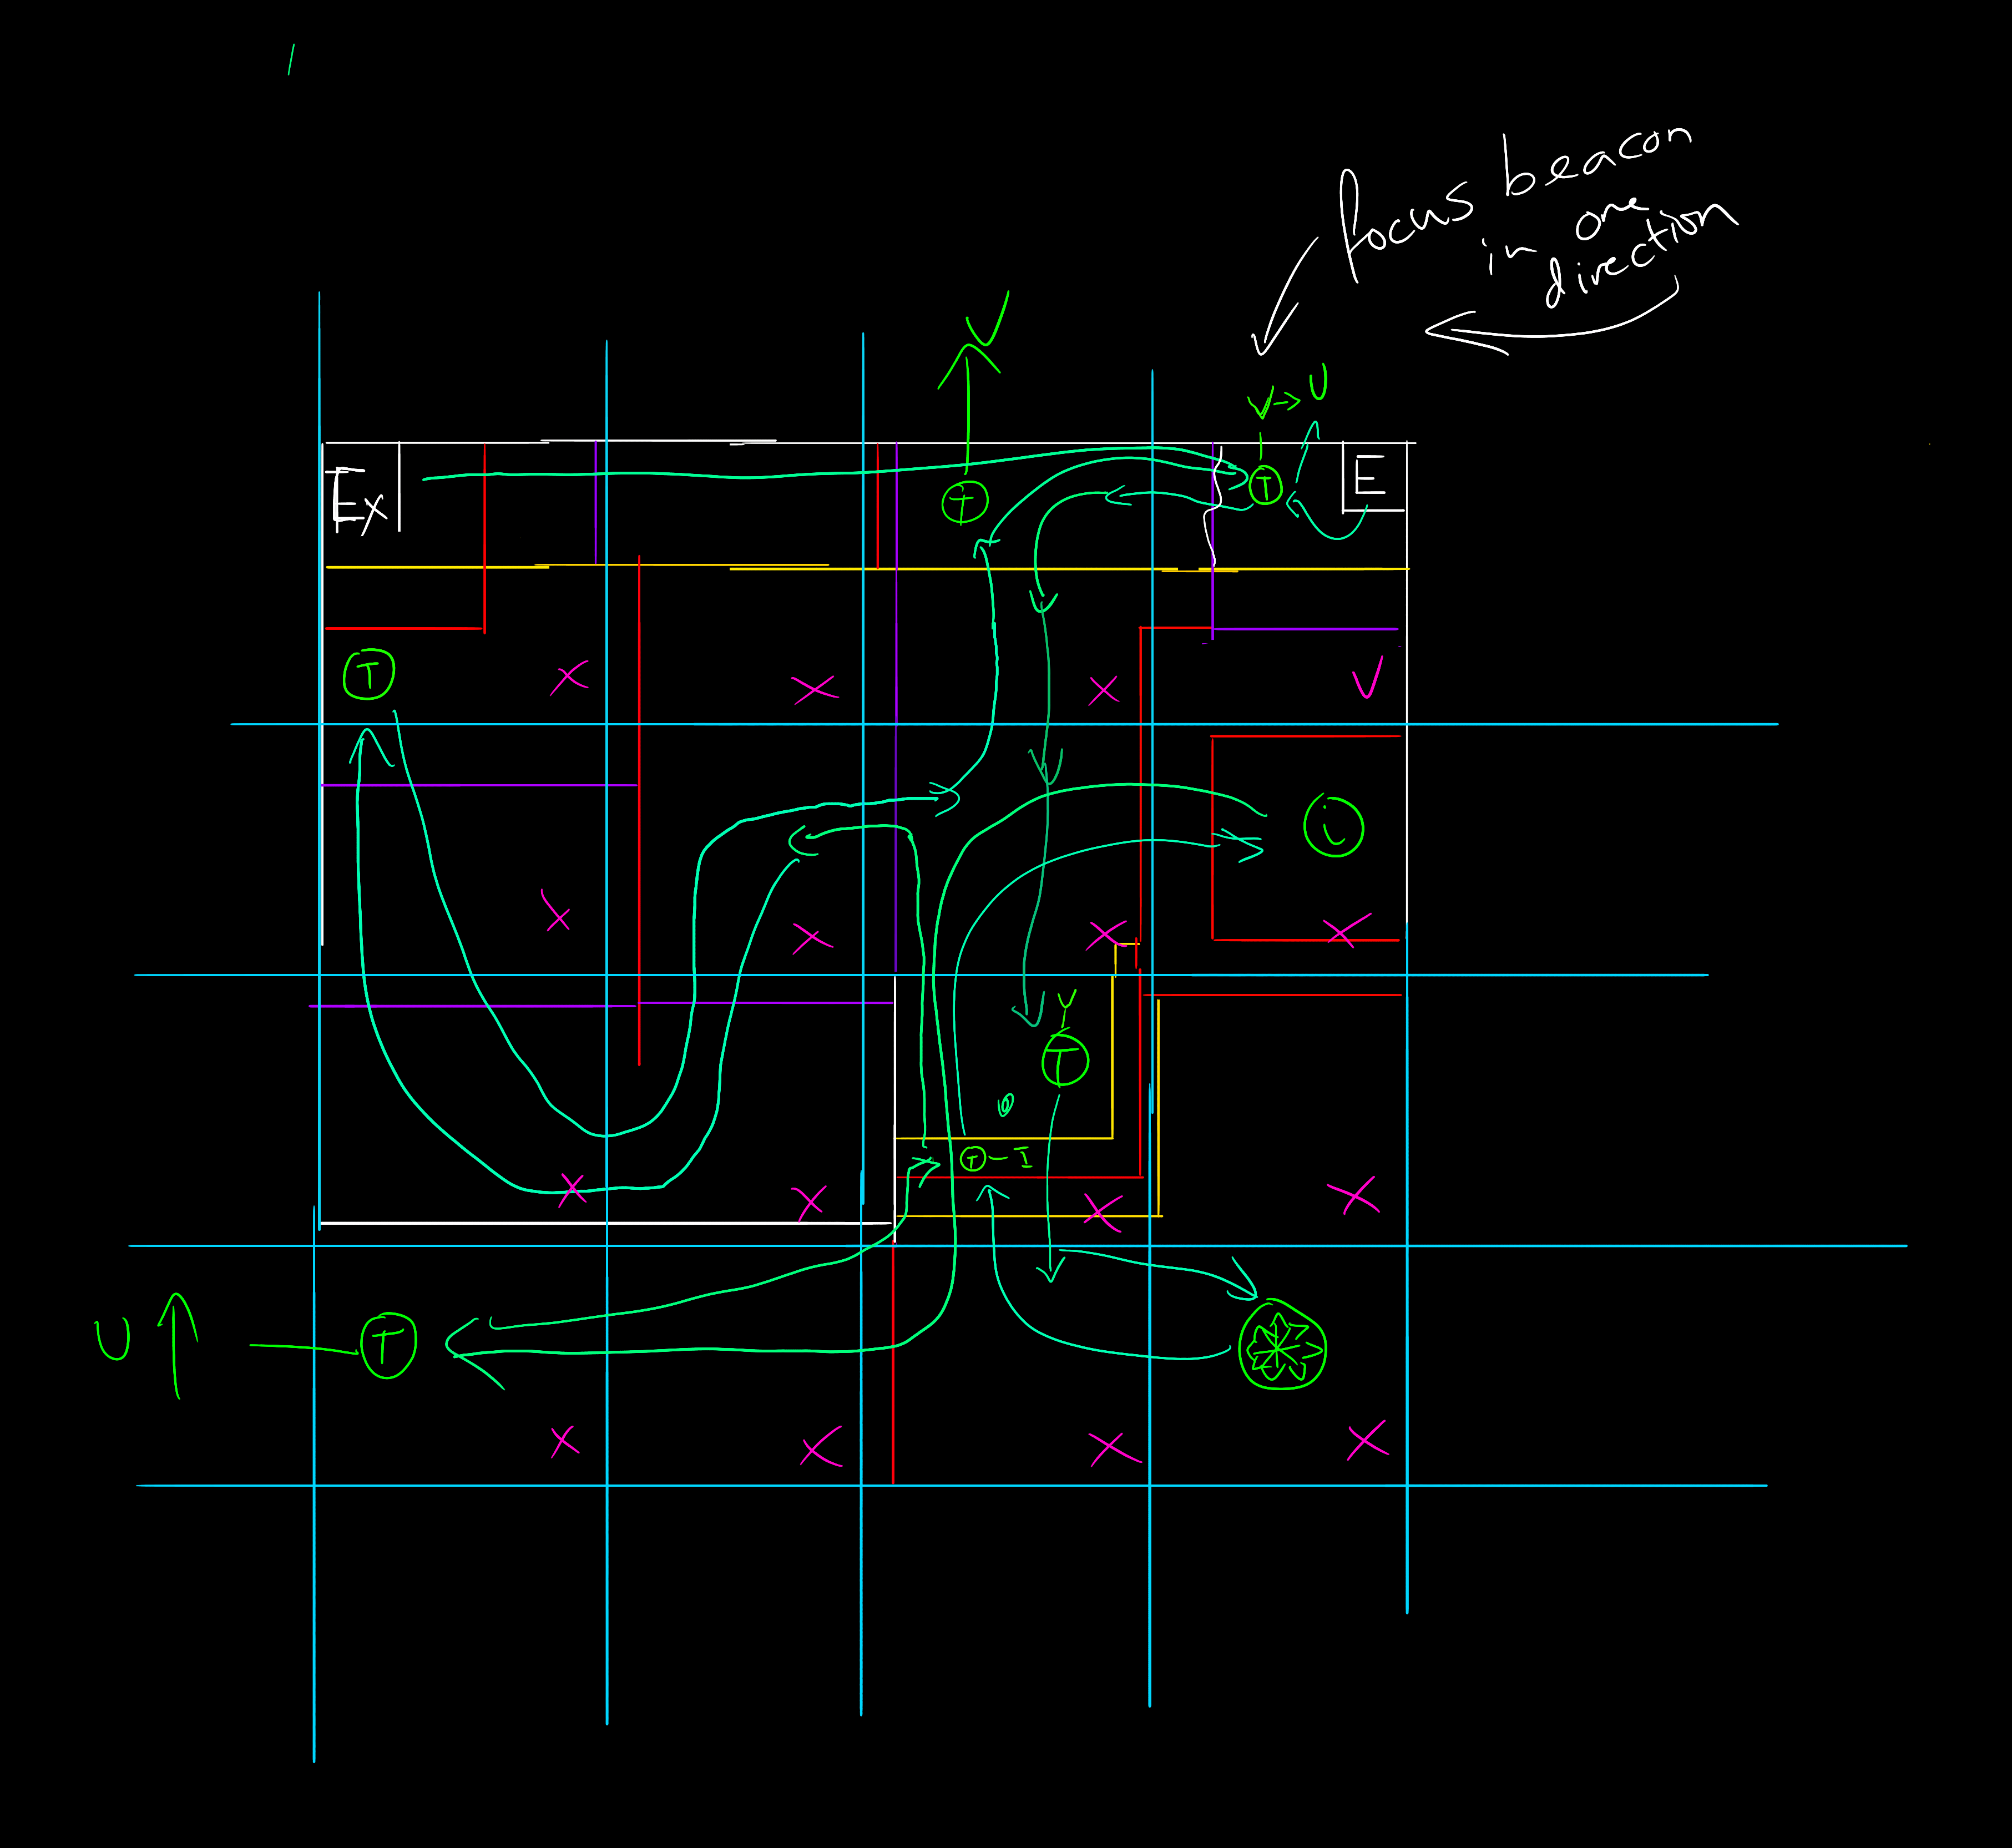 focus beacon
in one
direction
V -> U
Ex
T
T
E
T
i
Y
T
T - I
U
T